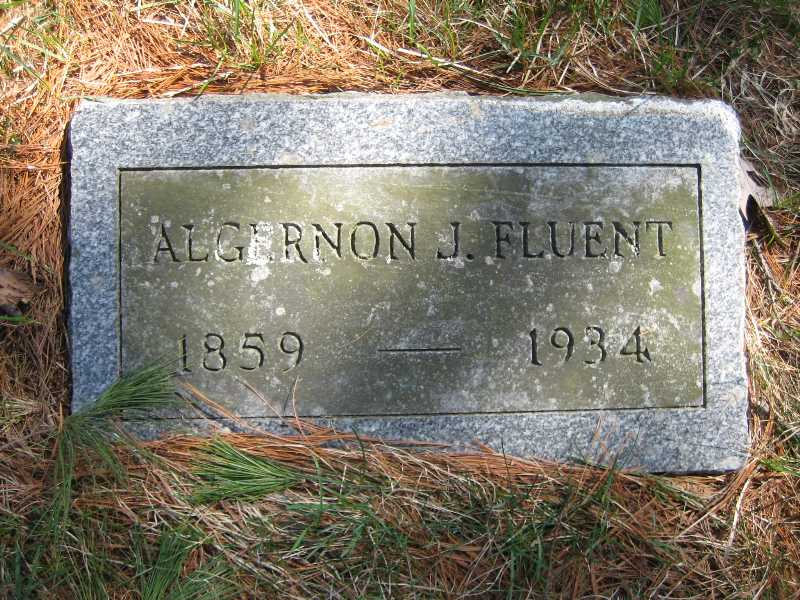 ALGERNON J. FLUENT
1859 — 1934